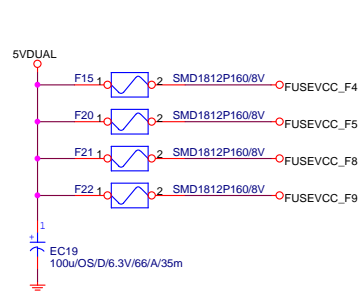 5VDUAL
F15 1 2 SMD1812P160/8V FUSEVCC_F4
F20 1 2 SMD1812P160/8V FUSEVCC_F5
F21 1 2 SMD1812P160/8V FUSEVCC_F8
F22 1 2 SMD1812P160/8V FUSEVCC_F9
1
+
EC19
100u/OS/D/6.3V/66/A/35m